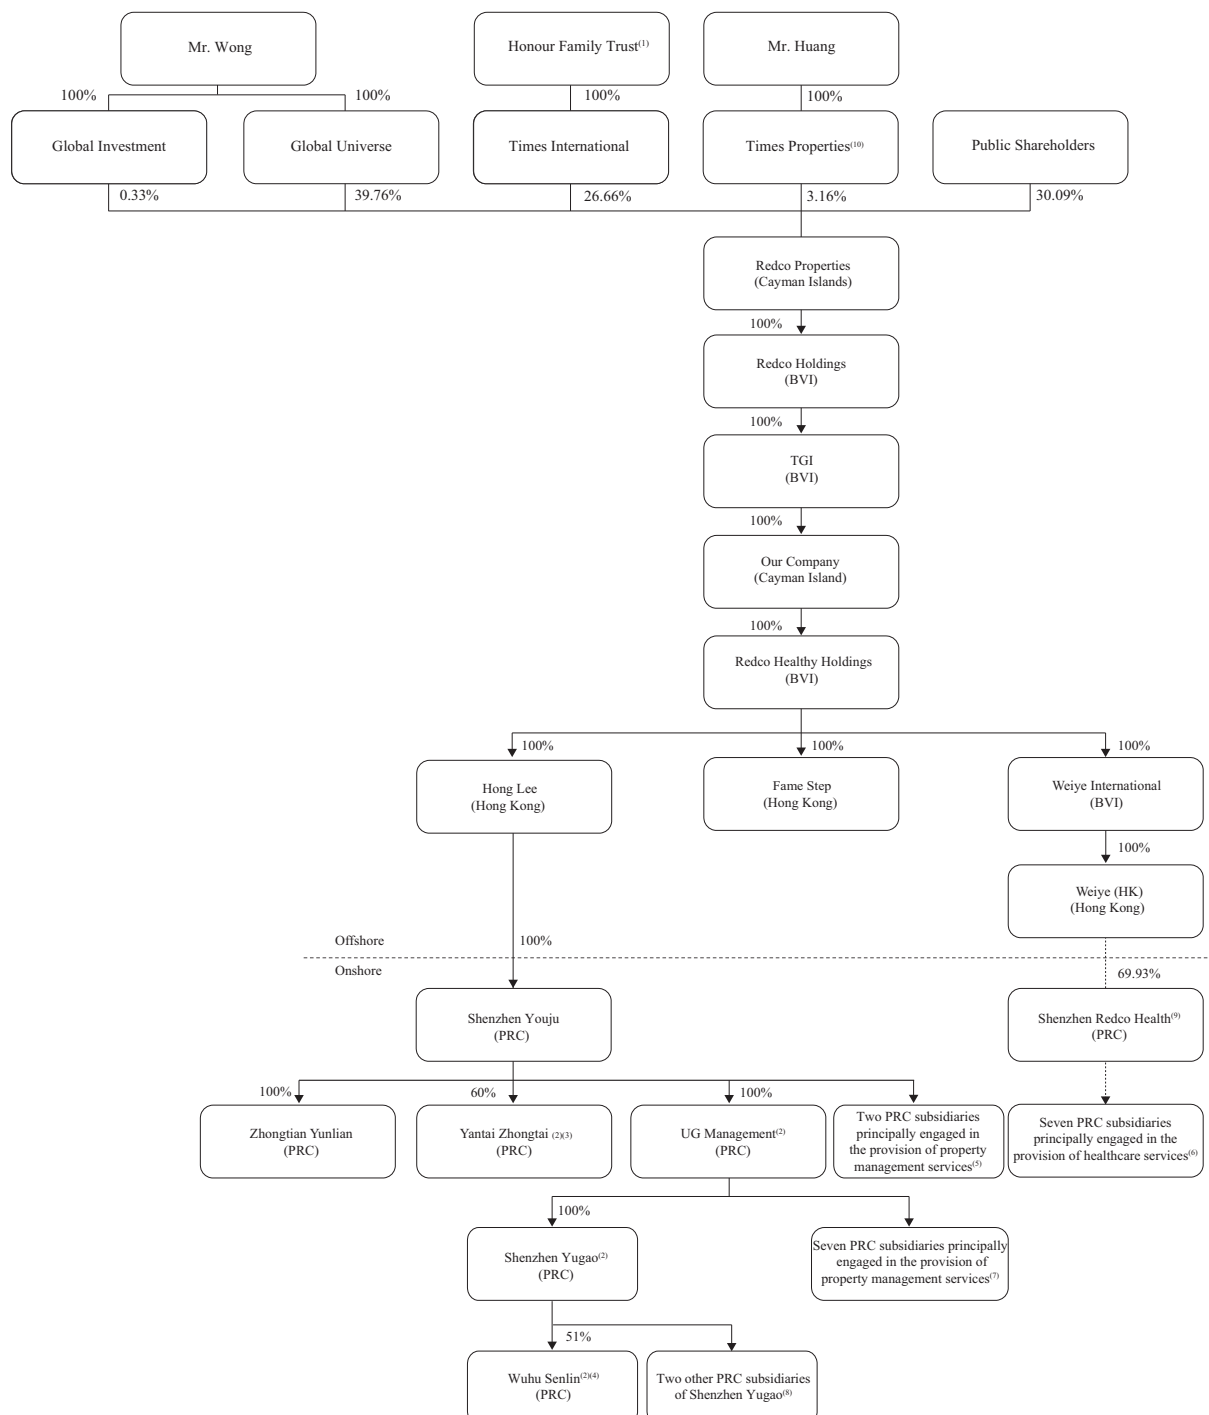 Mr. Wong
Honour Family Trust(1)
Mr. Huang
100%
100%
100%
100%
Global Investment
Global Universe
Times International
Times Properties(10)
Public Shareholders
0.33%
39.76%
26.66%
3.16%
30.09%
Redco Properties
(Cayman Islands)
100%
Redco Holdings
(BVI)
100%
TGI
(BVI)
100%
Our Company
(Cayman Island)
100%
Redco Healthy Holdings
(BVI)
100%
100%
100%
Hong Lee
(Hong Kong)
Fame Step
(Hong Kong)
Weiye International
(BVI)
100%
Weiye (HK)
(Hong Kong)
Offshore
100%
Onshore
69.93%
Shenzhen Youju
(PRC)
Shenzhen Redco Health(9)
(PRC)
100%
60%
100%
Zhongtian Yunlian
(PRC)
Yantai Zhongtai (2)(3)
(PRC)
UG Management(2)
(PRC)
Two PRC subsidiaries
principally engaged in
the provision of property
management services(5)
Seven PRC subsidiaries
principally engaged in the
provision of healthcare services(6)
100%
Shenzhen Yugao(2)
(PRC)
Seven PRC subsidiaries principally
engaged in the provision of
property management services(7)
51%
Wuhu Senlin(2)(4)
(PRC)
Two other PRC subsidiaries
of Shenzhen Yugao(8)